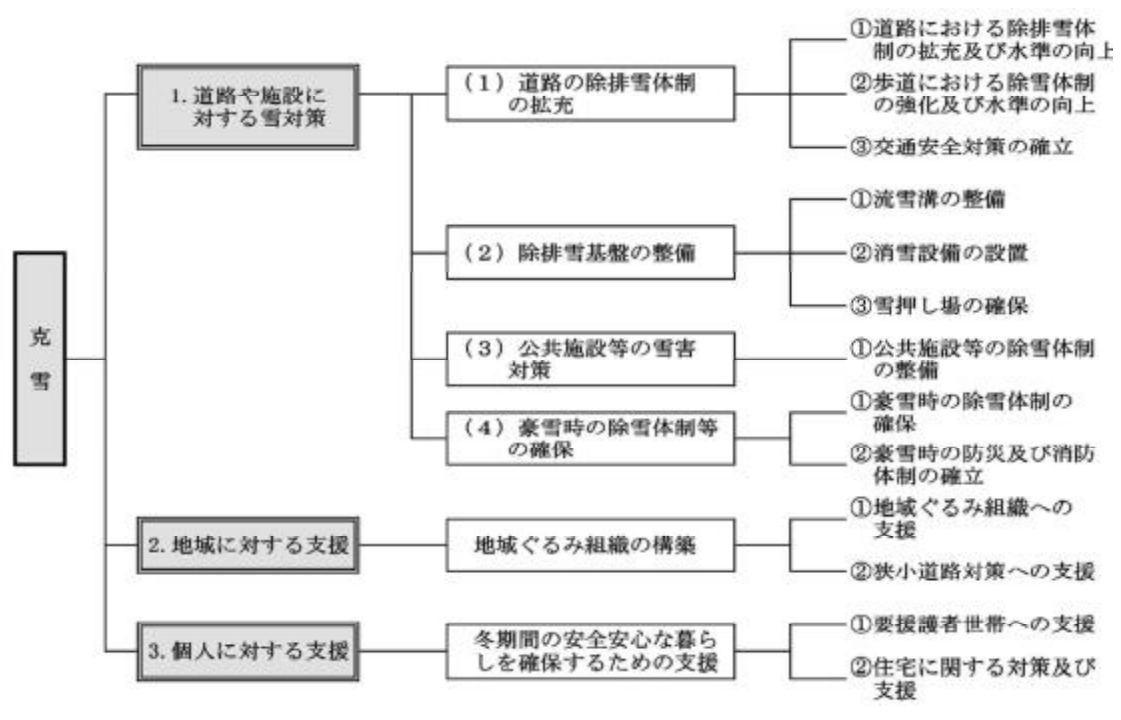 克
雪
1. 道路や施設に
対する雪対策
(1) 道路の除排雪体制
の拡充
①道路における除排雪体
制の拡充及び水準の向上
②歩道における除雪体制
の強化及び水準の向上
③交通安全対策の確立
(2) 除排雪基盤の整備
①流雪溝の整備
②消雪設備の設置
③雪押し場の確保
(3) 公共施設等の雪害
対策
①公共施設等の除雪体制
の整備
(4) 豪雪時の除雪体制等
の確保
①豪雪時の除雪体制の
確保
②豪雪時の防災及び消防
体制の確立
2. 地域に対する支援
地域ぐるみ組織の構築
①地域ぐるみ組織への
支援
②狭小道路対策への支援
3. 個人に対する支援
冬期間の安全安心な暮ら
しを確保するための支援
①要援護者世帯への支援
②住宅に関する対策及び
支援